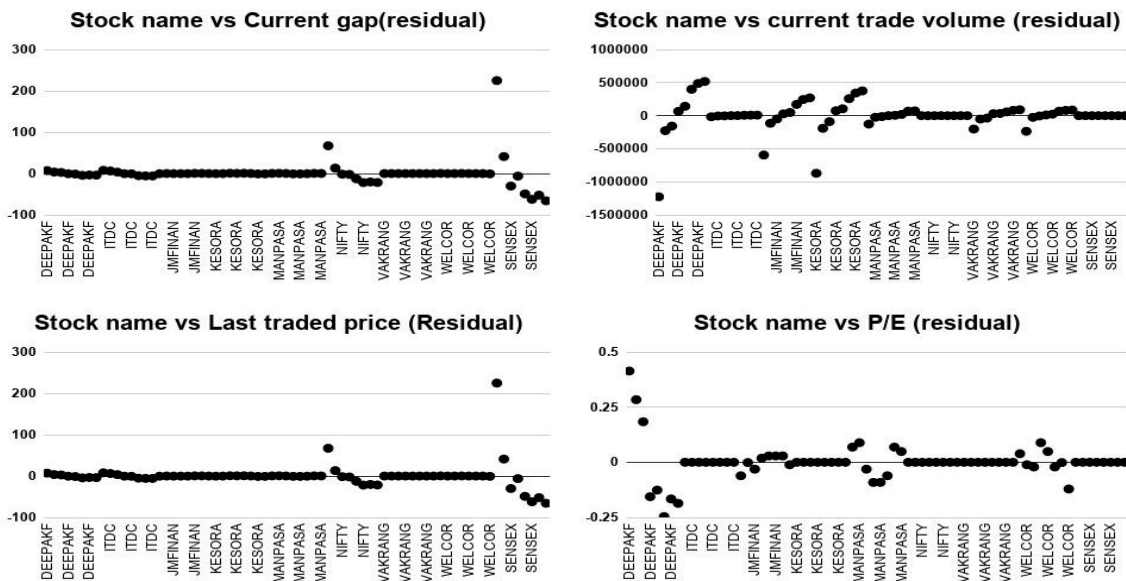 Stock name vs Current gap(residual)
300
200
100
0
-100
DEEPAKF
DEEPAKF
DEEPAKF
ITDC
ITDC
ITDC
JMFINAN
JMFINAN
KESORA
KESORA
KESORA
MANPASA
MANPASA
MANPASA
NIFTY
NIFTY
VAKRANG
VAKRANG
VAKRANG
WELCOR
WELCOR
WELCOR
SENSEX
SENSEX
Stock name vs current trade volume (residual)
1000000
500000
0
-500000
-1000000
-1500000
DEEPAKF
DEEPAKF
DEEPAKF
ITDC
ITDC
ITDC
JMFINAN
JMFINAN
KESORA
KESORA
KESORA
MANPASA
MANPASA
MANPASA
NIFTY
NIFTY
VAKRANG
VAKRANG
VAKRANG
WELCOR
WELCOR
WELCOR
SENSEX
SENSEX
Stock name vs Last traded price (Residual)
300
200
100
0
-100
DEEPAKF
DEEPAKF
DEEPAKF
ITDC
ITDC
ITDC
JMFINAN
JMFINAN
KESORA
KESORA
KESORA
MANPASA
MANPASA
MANPASA
NIFTY
NIFTY
VAKRANG
VAKRANG
VAKRANG
WELCOR
WELCOR
WELCOR
SENSEX
SENSEX
Stock name vs P/E (residual)
0.5
0.25
0
-0.25
DEEPAKF
DEEPAKF
DEEPAKF
ITDC
ITDC
ITDC
JMFINAN
JMFINAN
KESORA
KESORA
KESORA
MANPASA
MANPASA
MANPASA
NIFTY
NIFTY
VAKRANG
VAKRANG
VAKRANG
WELCOR
WELCOR
WELCOR
SENSEX
SENSEX